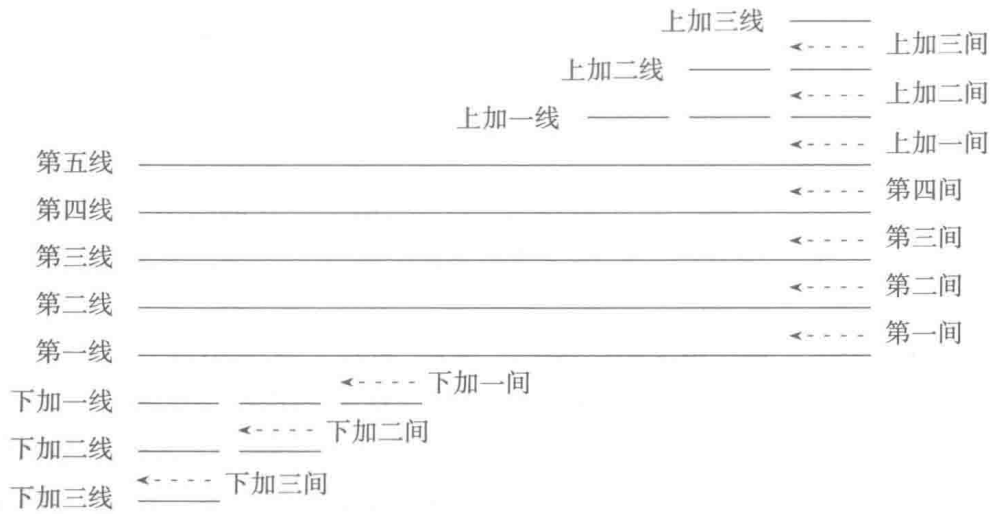 上加三线
上加三间
上加二线
上加二间
上加一线
上加一间
第五线
第四间
第四线
第三间
第三线
第二间
第二线
第一间
第一线
下加一间
下加一线
下加二间
下加二线
下加三间
下加三线